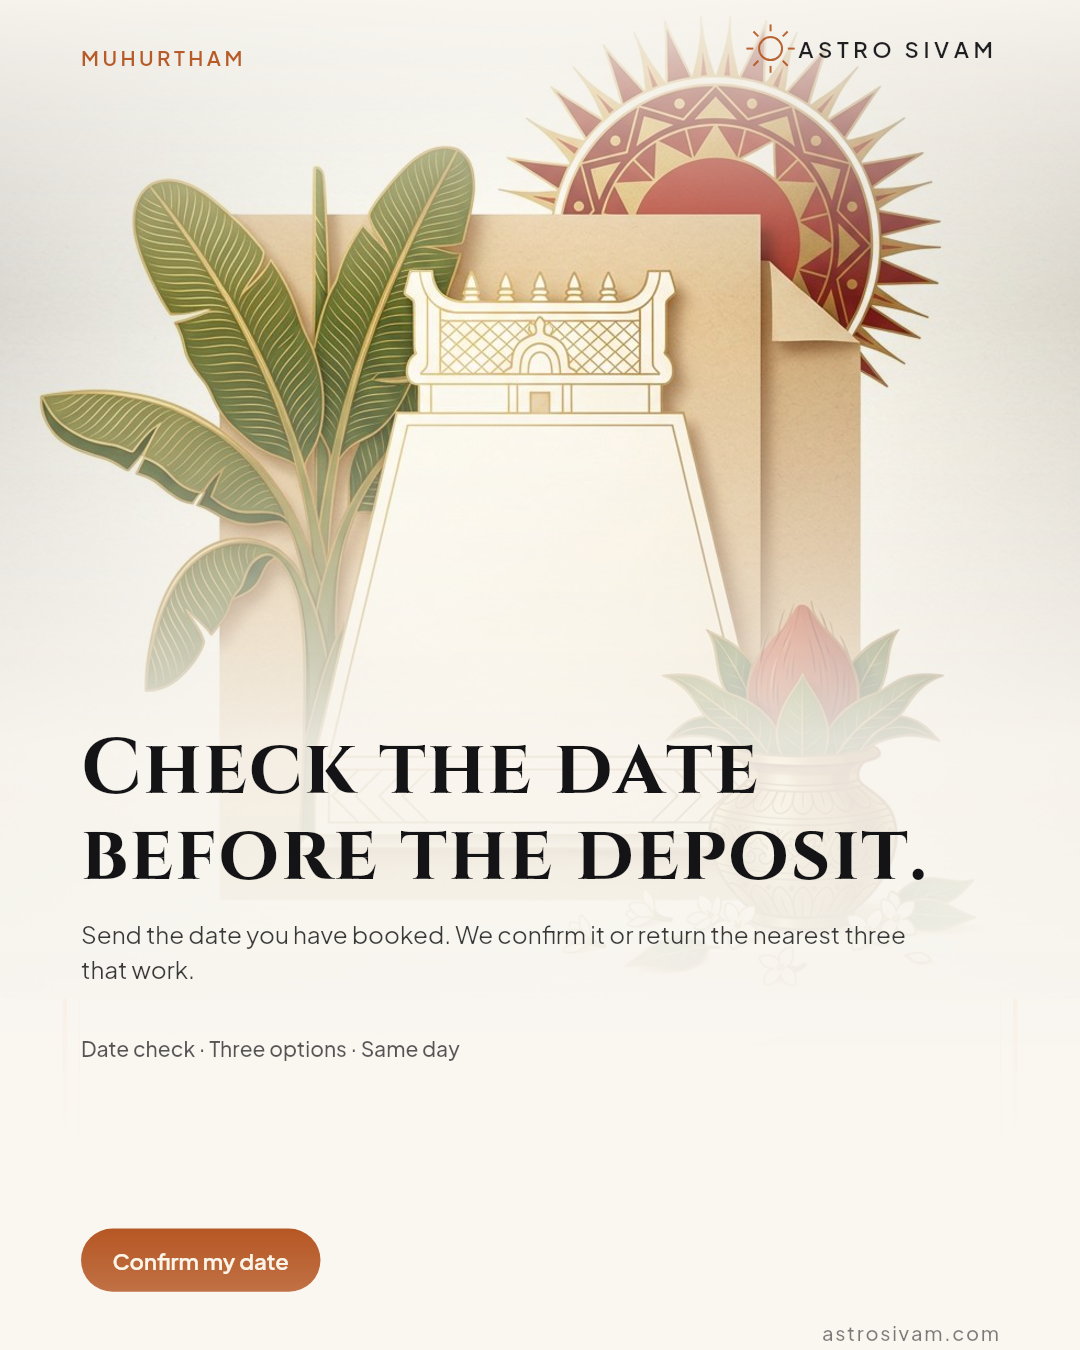 MUHURTHAM
ASTRO SIVAM
CHECK THE DATE
BEFORE THE DEPOSIT.
Send the date you have booked. We confirm it or return the nearest three
that work.
Date check · Three options · Same day
Confirm my date
astrosivam.com